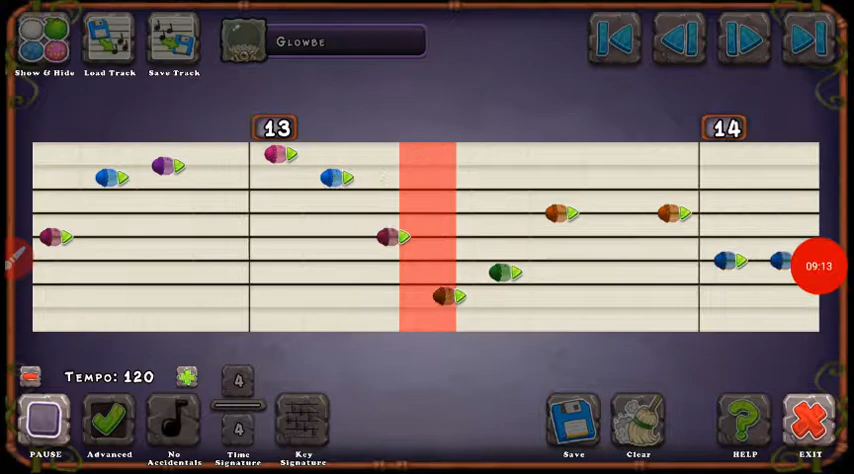 Show & Hide
Load Track
Save Track
Glowbe
13
14
09:13
Tempo: 120
4
4
PAUSE
Advanced
No
Accidentals
Time
Signature
Key
Signature
Save
Clear
HELP
EXIT